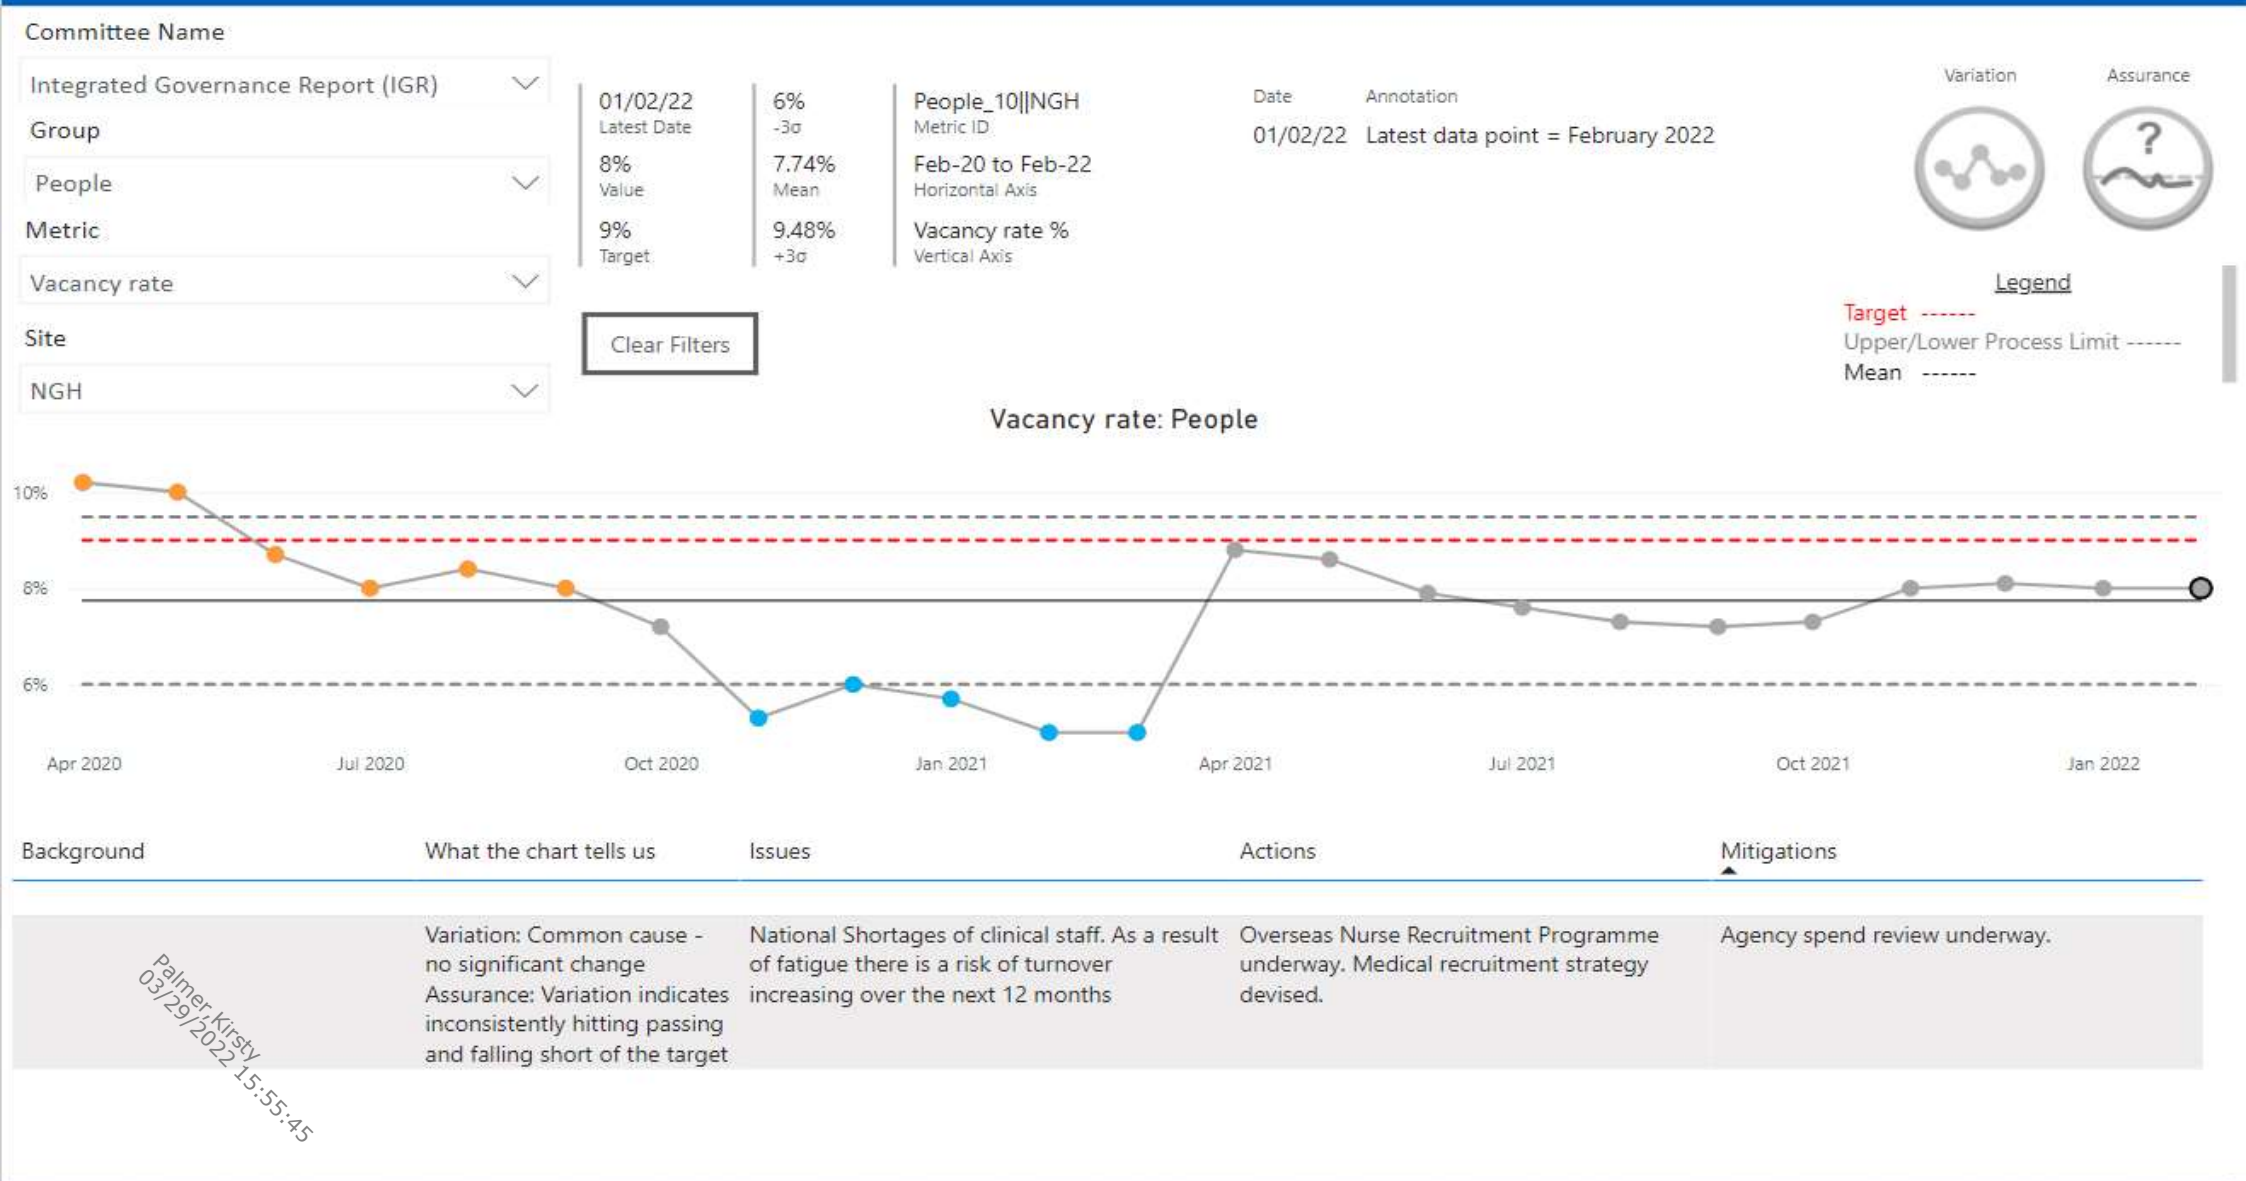 Committee Name
Integrated Governance Report (IGR)
Group
People
Metric
Vacancy rate
Site
NGH
01/02/22
Latest Date
8%
Value
9%
Target
6%
-3σ
7.74%
Mean
9.48%
+3σ
People_10||NGH
Metric ID
Feb-20 to Feb-22
Horizontal Axis
Vacancy rate %
Vertical Axis
Clear Filters
Date Annotation
01/02/22 Latest data point = February 2022
Variation Assurance
?
Legend
Target ------
Upper/Lower Process Limit ------
Mean ------
Vacancy rate: People
10%
8%
6%
Apr 2020 Jul 2020 Oct 2020 Jan 2021 Apr 2021 Jul 2021 Oct 2021 Jan 2022
Background What the chart tells us Issues Actions Mitigations
Variation: Common cause -
no significant change
Assurance: Variation indicates
inconsistently hitting passing
and falling short of the target
National Shortages of clinical staff. As a result
of fatigue there is a risk of turnover
increasing over the next 12 months
Overseas Nurse Recruitment Programme
underway. Medical recruitment strategy
devised.
Agency spend review underway.
Palmer,Kirsty
03/29/2022 15:55:45